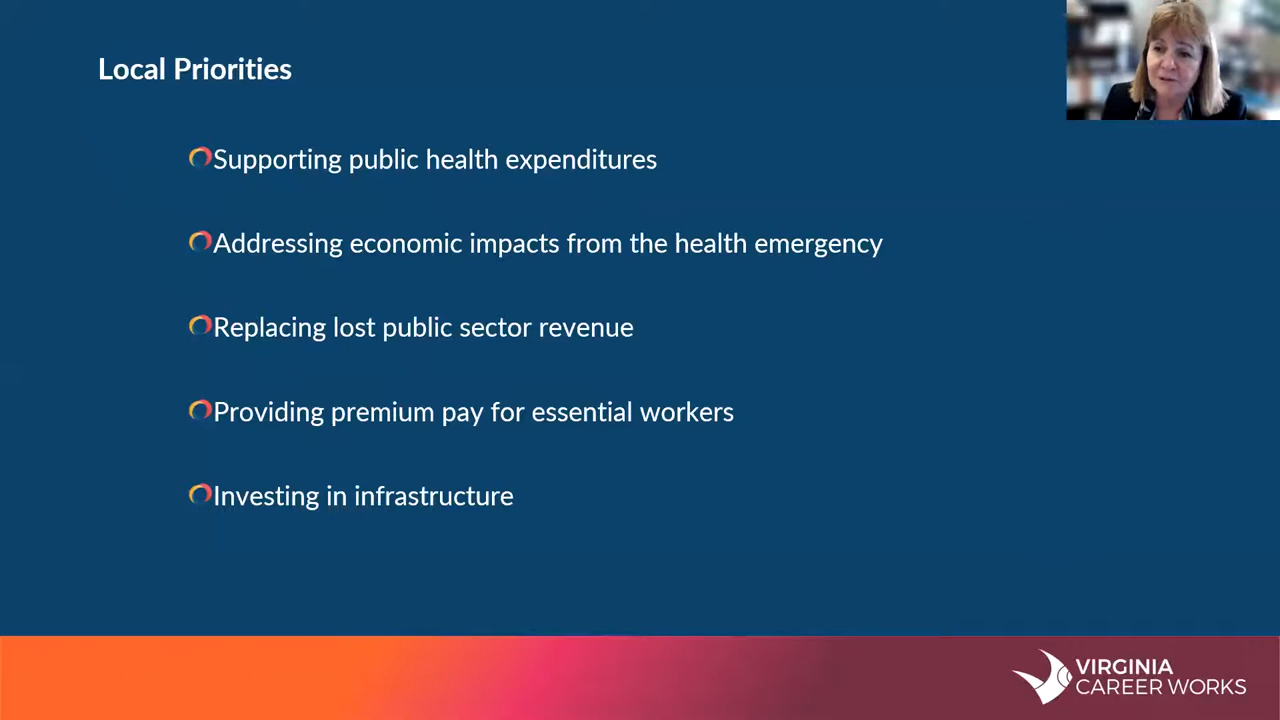 Local Priorities
Supporting public health expenditures
Addressing economic impacts from the health emergency
Replacing lost public sector revenue
Providing premium pay for essential workers
Investing in infrastructure
VIRGINIA
CAREER WORKS